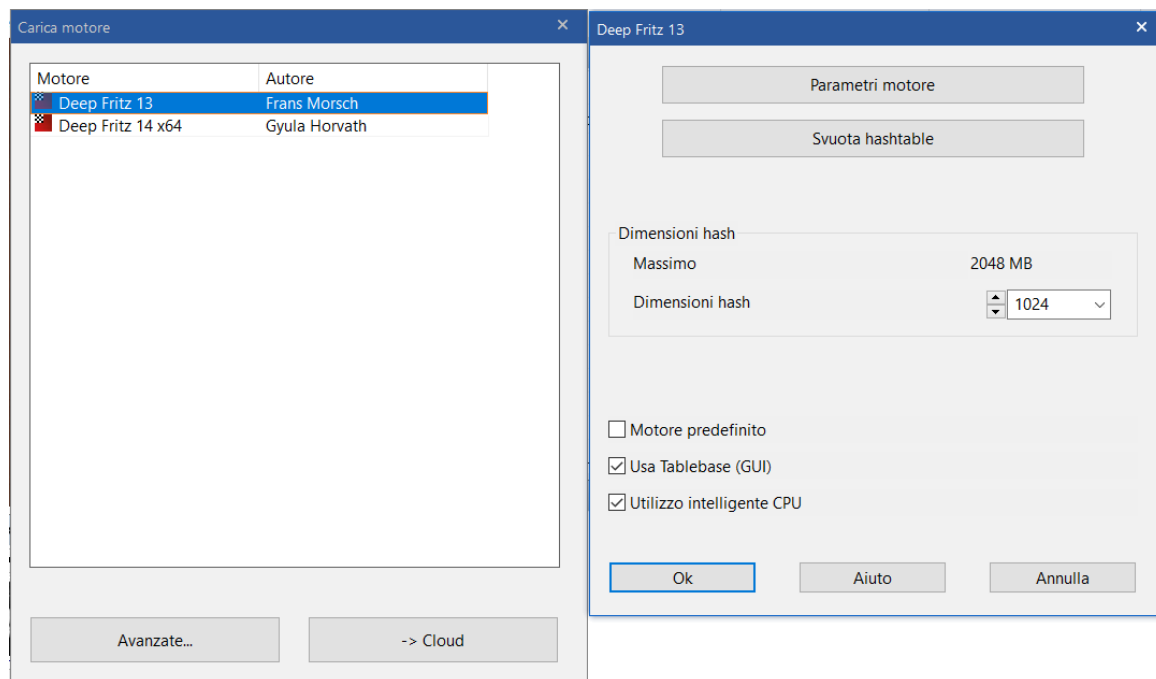 Carica motore
Motore Autore
Deep Fritz 13 Frans Morsch
Deep Fritz 14 x64 Gyula Horvath
Avanzate...
-> Cloud
Deep Fritz 13
Parametri motore
Svuota hashtable
Dimensioni hash
Massimo 2048 MB
Dimensioni hash 1024
Motore predefinito
Usa Tablebase (GUI)
Utilizzo intelligente CPU
Ok
Aiuto
Annulla